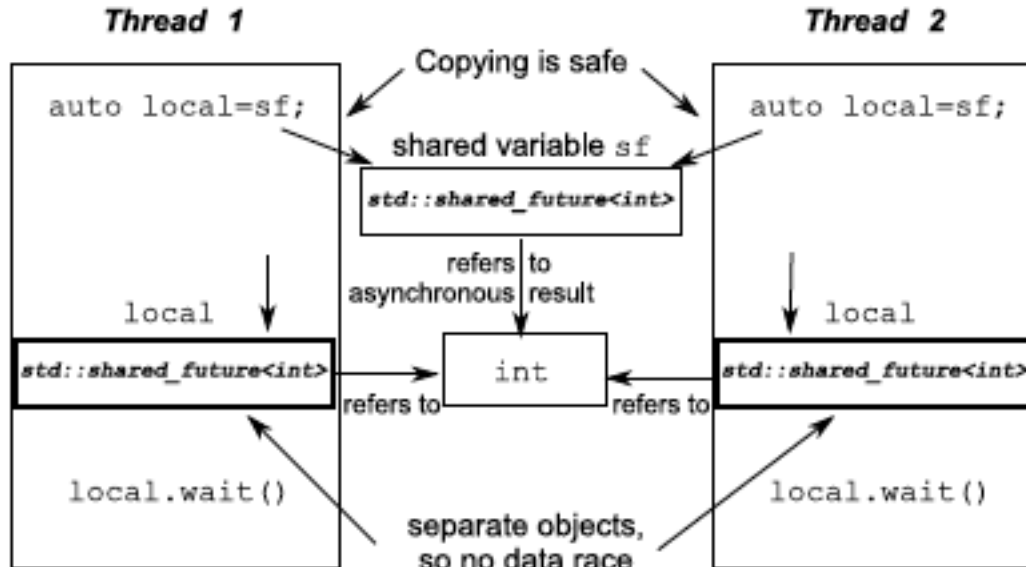 Thread 1
Thread 2
Copying is safe
auto local=sf;
auto local=sf;
shared variable sf
std::shared_future<int>
refers to
asynchronous result
local
local
std::shared_future<int>
int
std::shared_future<int>
refers to
refers to
local.wait()
local.wait()
separate objects,
so no data race